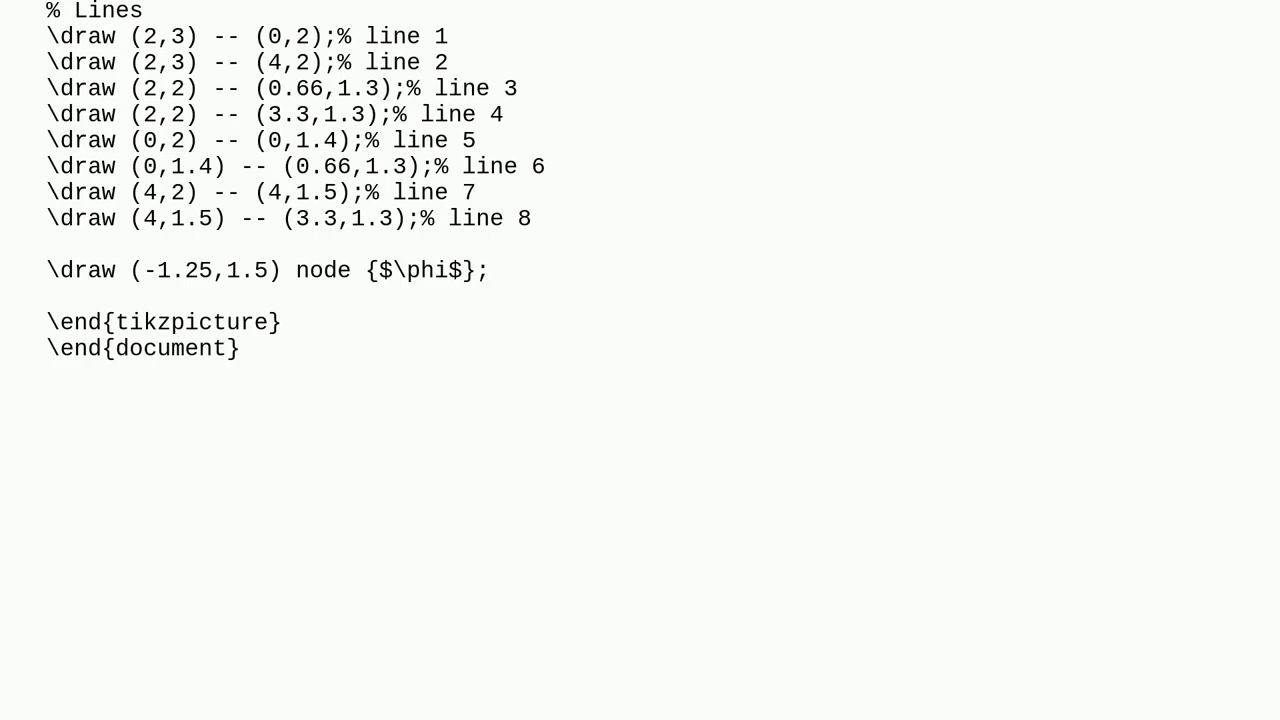 % Lines
\draw (2,3) -- (0,2);% line 1
\draw (2,3) -- (4,2);% line 2
\draw (2,2) -- (0.66,1.3);% line 3
\draw (2,2) -- (3.3,1.3);% line 4
\draw (0,2) -- (0,1.4);% line 5
\draw (0,1.4) -- (0.66,1.3);% line 6
\draw (4,2) -- (4,1.5);% line 7
\draw (4,1.5) -- (3.3,1.3);% line 8
\draw (-1.25,1.5) node {$\phi$};
\end{tikzpicture}
\end{document}